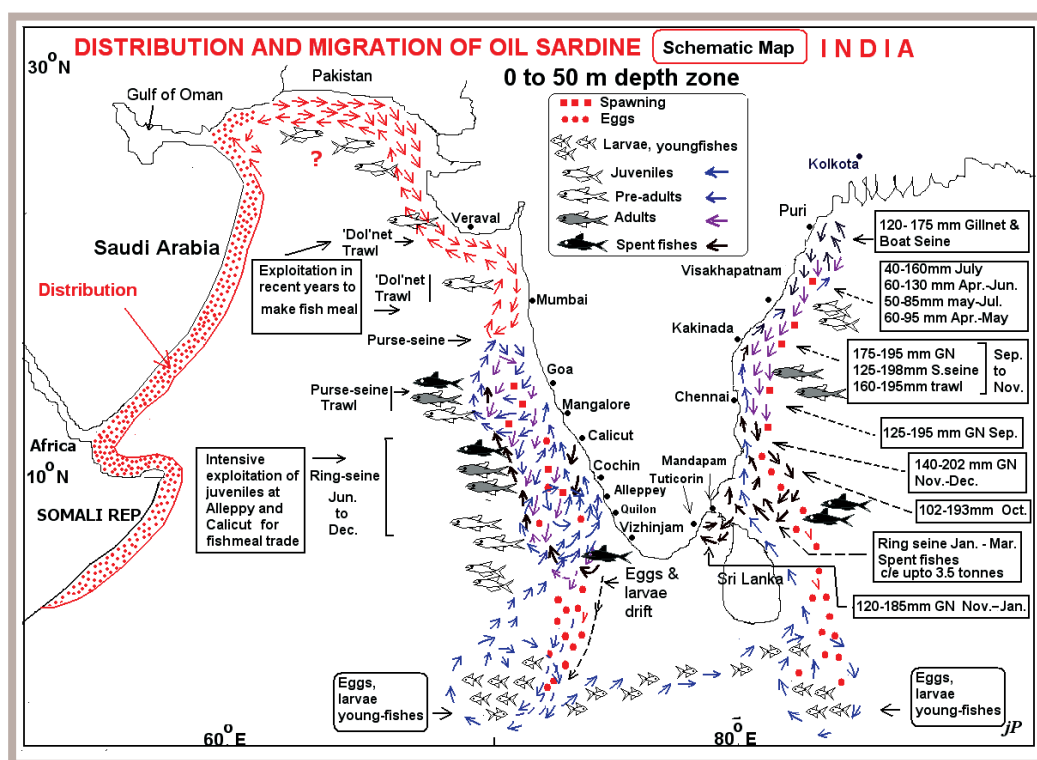 DISTRIBUTION AND MIGRATION OF OIL SARDINE
Schematic Map
I N D I A
30°N
Pakistan
0 to 50 m depth zone
Gulf of Oman
Spawning
Eggs
Larvae, youngfishes
Juveniles
Pre-adults
Adults
Spent fishes
Kolkota
?
Puri
Veraval
120- 175 mm Gillnet &
Boat Seine
Saudi Arabia
'Dol'net
Trawl
Exploitation in
recent years to
make fish meal
'Dol'net
Trawl
Visakhapatnam
40-160mm July
60-130 mm Apr.-Jun.
50-85mm may-Jul.
60-95 mm Apr.-May
Distribution
Mumbai
Kakinada
Purse-seine
175-195 mm GN
125-198mm S.seine
160-195mm trawl
Sep.
to
Nov.
Goa
Purse-seine
Trawl
Mangalore
Chennai
Calicut
125-195 mm GN Sep.
Africa
10°N
SOMALI REP.
Intensive
exploitation of
juveniles at
Alleppy and
Calicut for
fishmeal trade
Ring-seine
Jun.
to
Dec.
Cochin
Alleppey
Quilon
Vizhinjam
Mandapam
Tuticorin
140-202 mm GN
Nov.-Dec.
102-193mm Oct.
Ring seine Jan. - Mar.
Spent fishes
c/e upto 3.5 tonnes
Eggs &
larvae
drift
Sri Lanka
120-185mm GN Nov.–Jan.
Eggs,
larvae
young-fishes
Eggs,
larvae
young-fishes
60° E
80° E
jP